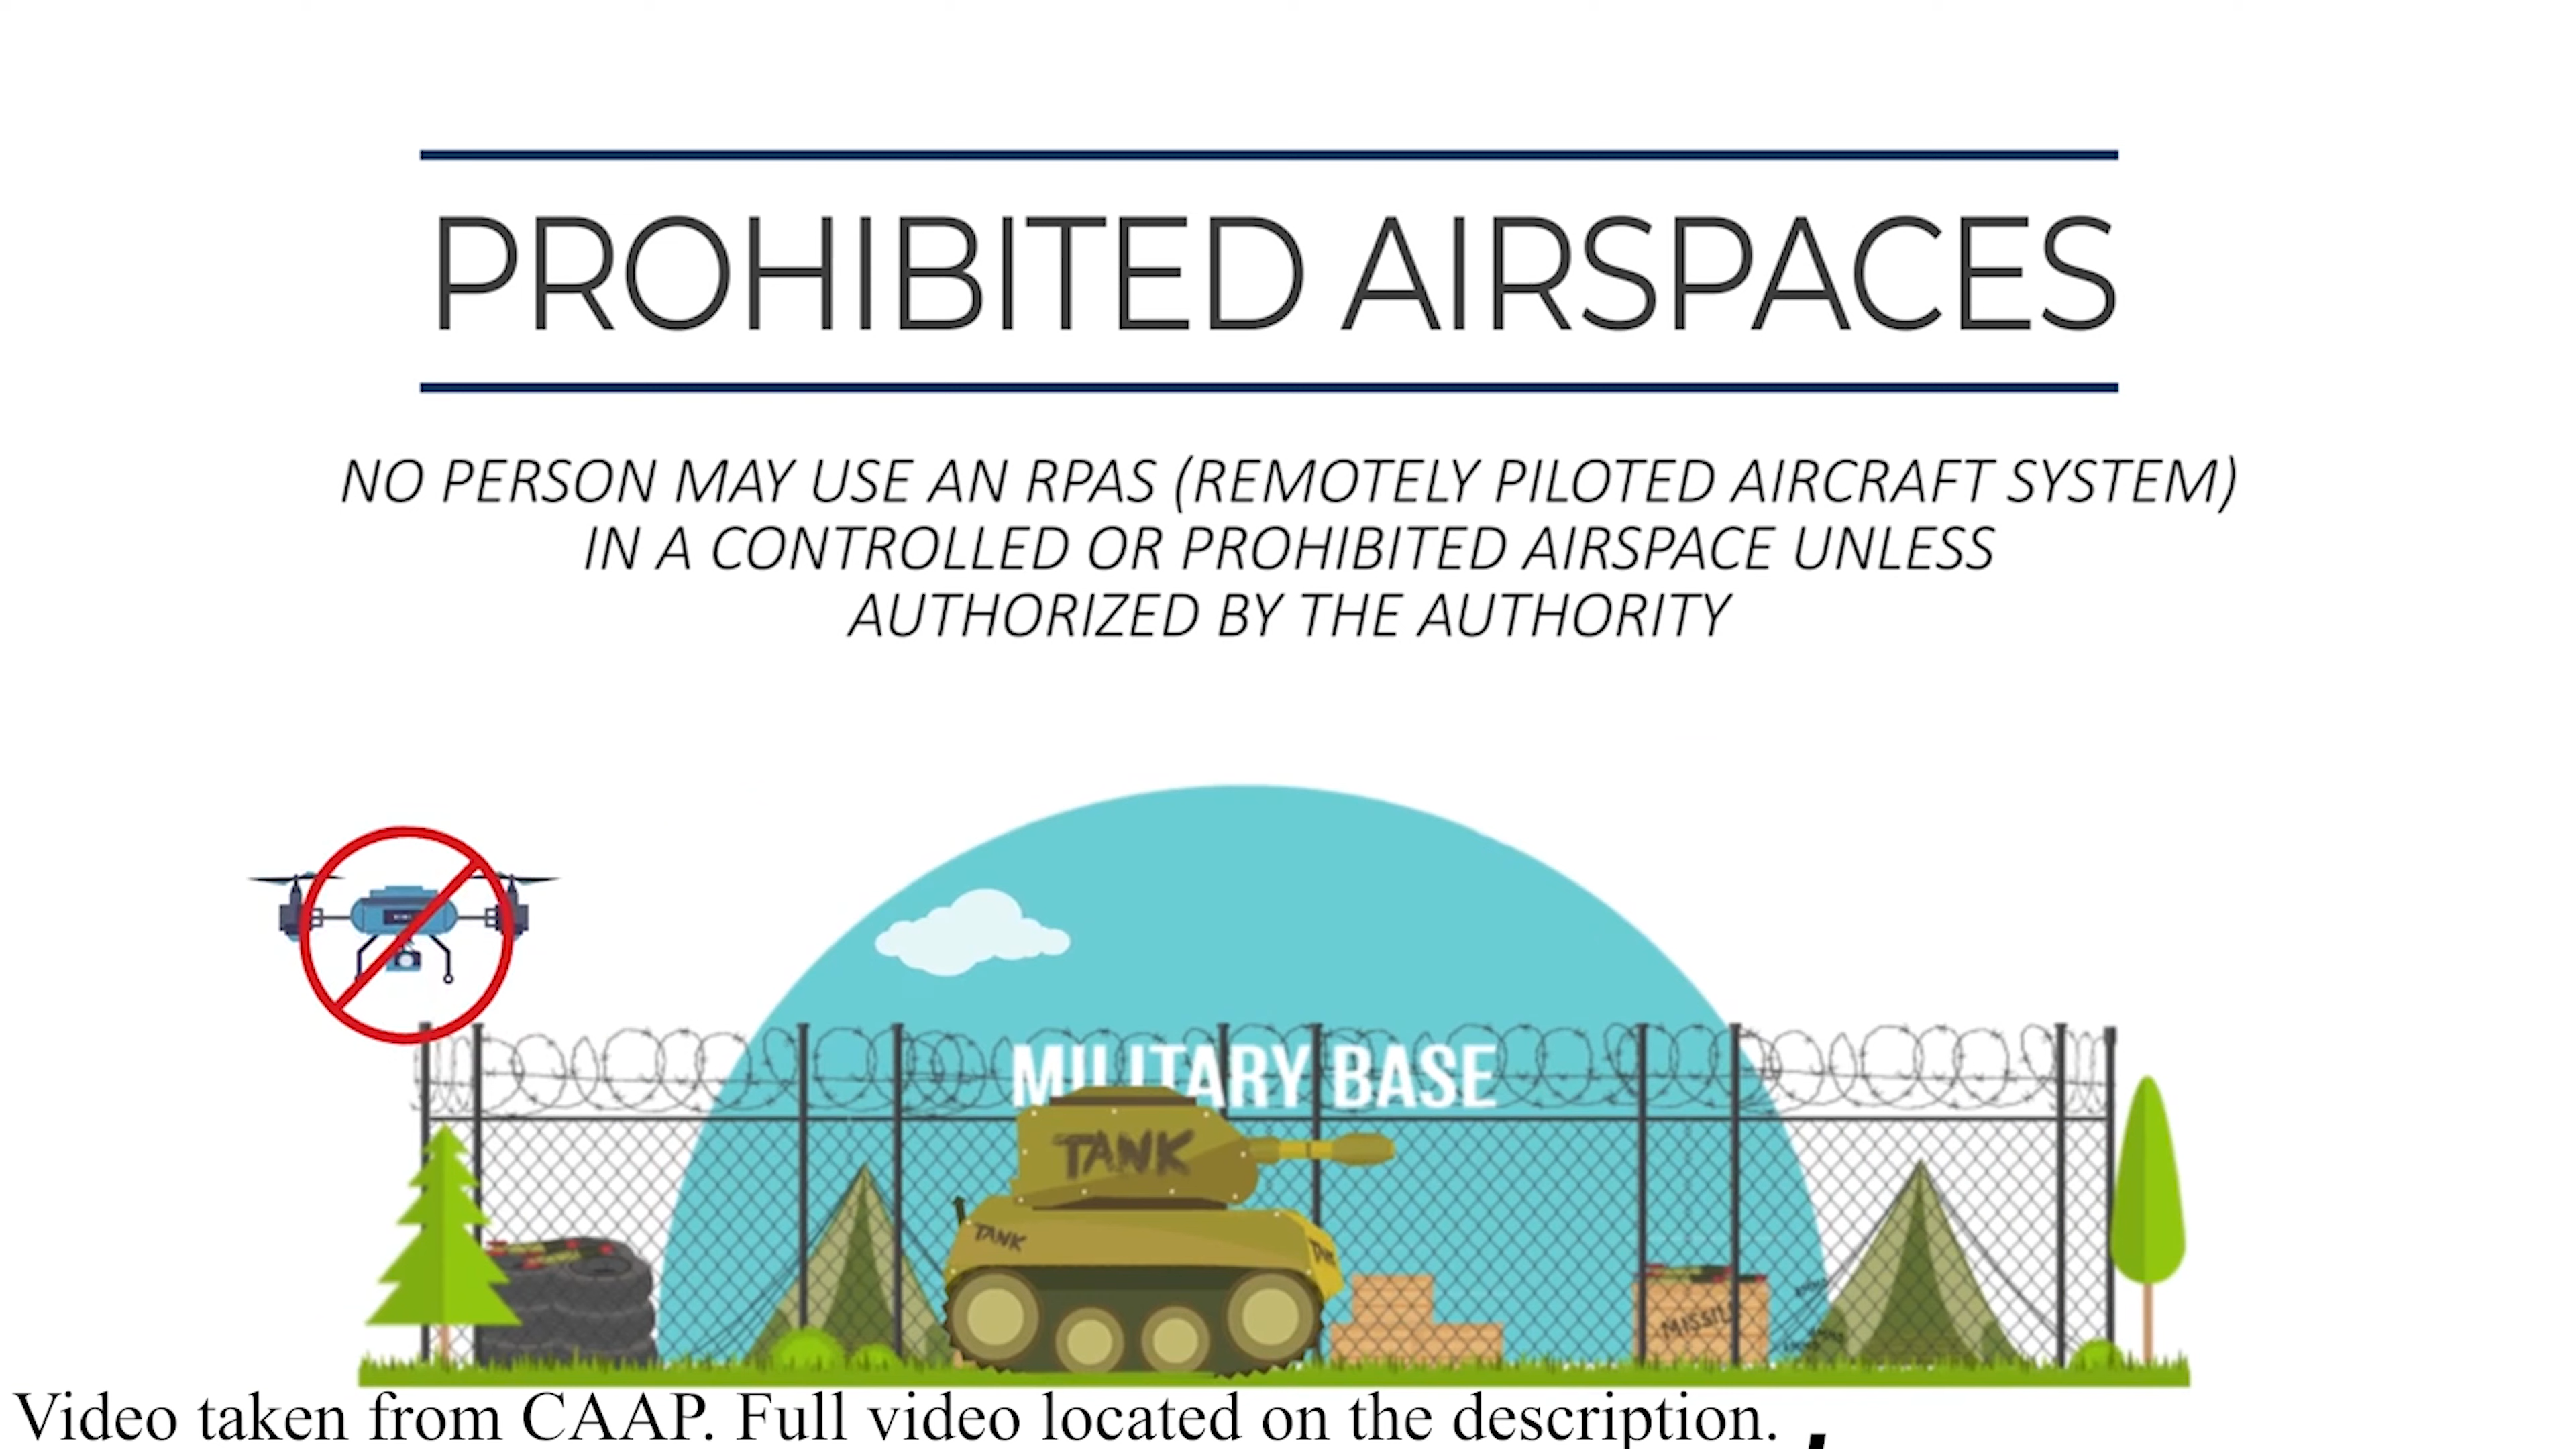 PROHIBITED AIRSPACES
NO PERSON MAY USE AN RPAS (REMOTELY PILOTED AIRCRAFT SYSTEM)
IN A CONTROLLED OR PROHIBITED AIRSPACE UNLESS
AUTHORIZED BY THE AUTHORITY
MILITARY BASE
TANK
TANK
MISSILE
Video taken from CAAP. Full video located on the description.